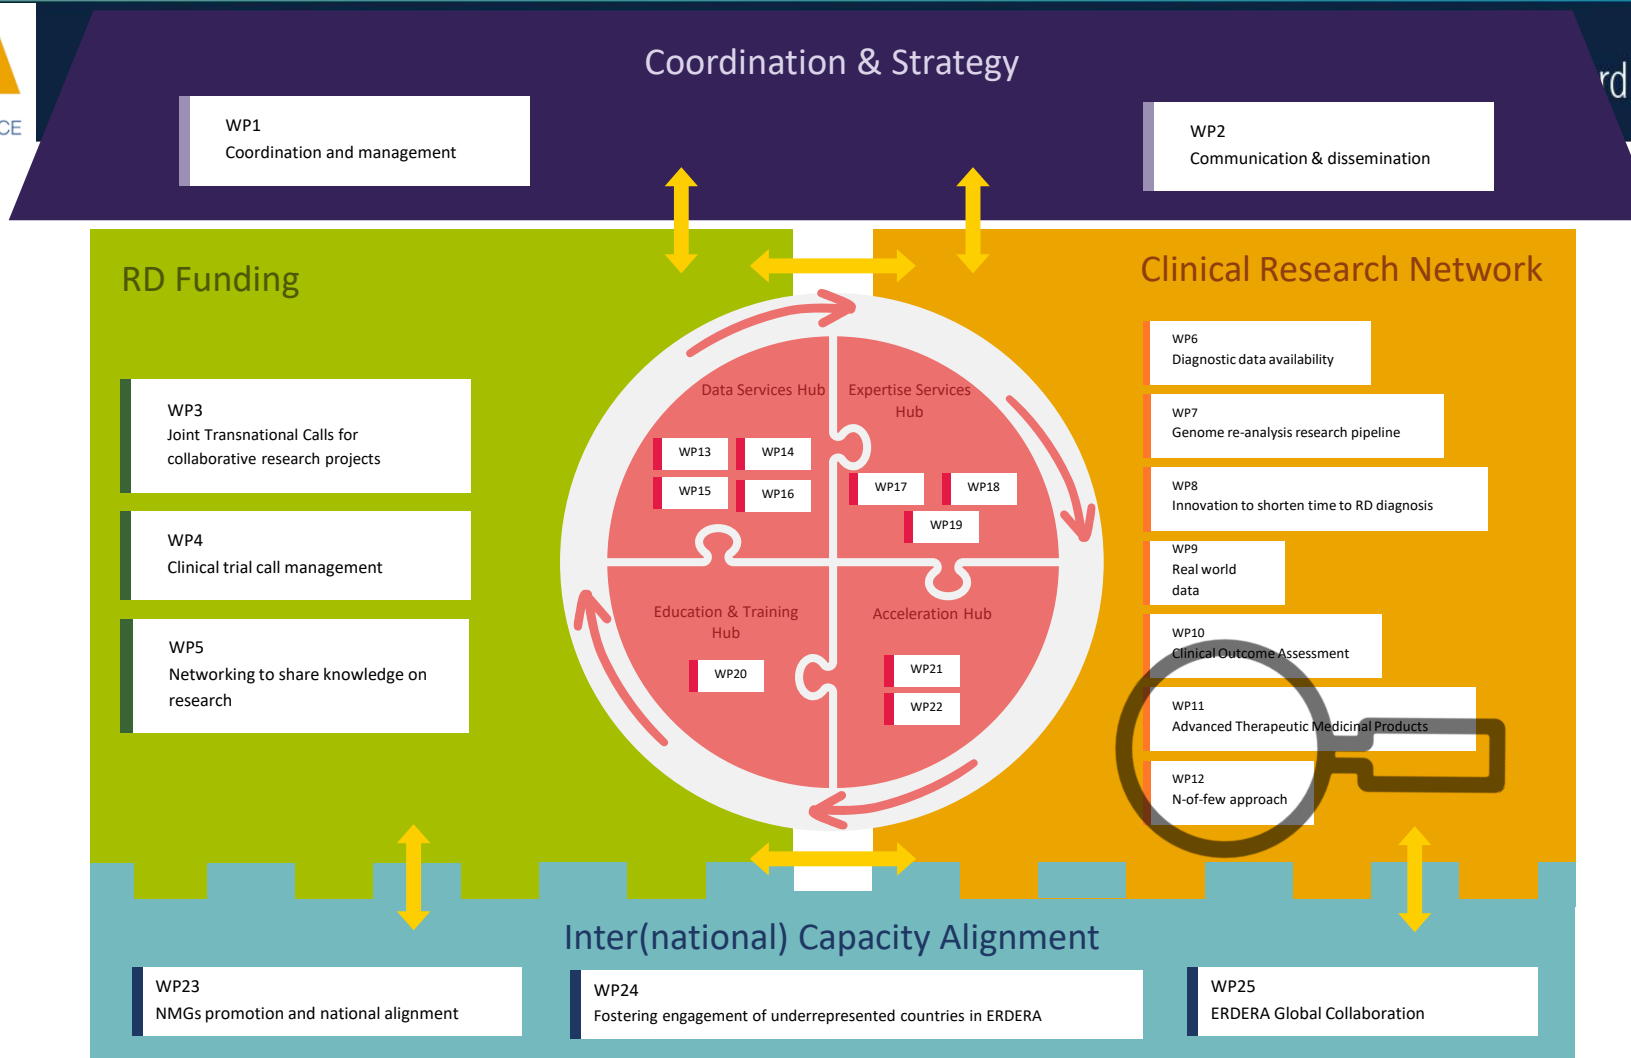 Coordination & Strategy
CE
rd
WP1
Coordination and management
WP2
Communication & dissemination
RD Funding
WP3
Joint Transnational Calls for
collaborative research projects
WP4
Clinical trial call management
WP5
Networking to share knowledge on
research
Data Services Hub
WP13
WP14
WP15
WP16
Expertise Services
Hub
WP17
WP18
WP19
Education & Training
Hub
WP20
Acceleration Hub
WP21
WP22
Clinical Research Network
WP6
Diagnostic data availability
WP7
Genome re-analysis research pipeline
WP8
Innovation to shorten time to RD diagnosis
WP9
Real world
data
WP10
Clinical Outcome Assessment
WP11
Advanced Therapeutic Medicinal Products
WP12
N-of-few approach
Inter(national) Capacity Alignment
WP23
NMGs promotion and national alignment
WP24
Fostering engagement of underrepresented countries in ERDERA
WP25
ERDERA Global Collaboration